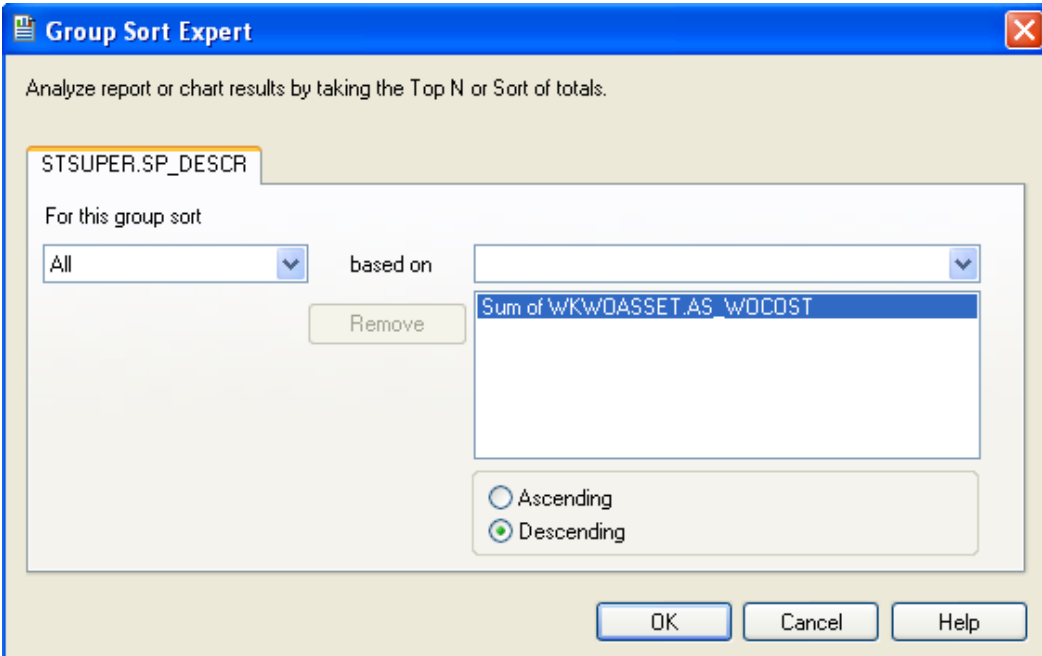 Group Sort Expert
Analyze report or chart results by taking the Top N or Sort of totals.
STSUPER.SP_DESCR
For this group sort
All
based on
Remove
Sum of WKWOASSET.AS_WOCOST
Ascending
Descending
OK
Cancel
Help